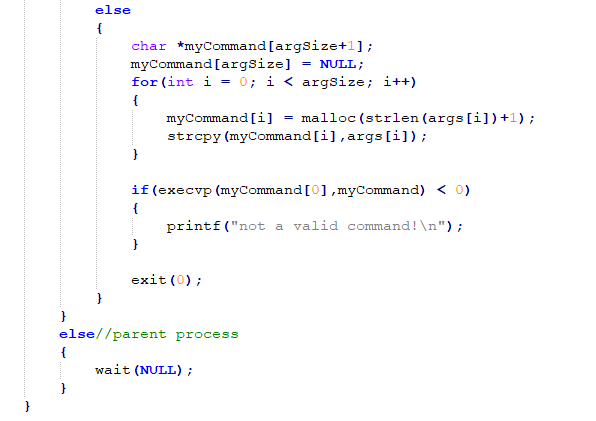 else
{
char *myCommand[argSize+1];
myCommand[argSize] = NULL;
for(int i = 0; i < argSize; i++)
{
myCommand[i] = malloc(strlen(args[i])+1);
strcpy(myCommand[i],args[i]);
}
if(execvp(myCommand[0],myCommand) < 0)
{
printf("not a valid command!\n");
}
exit(0);
}
}
else//parent process
{
wait(NULL);
}
}